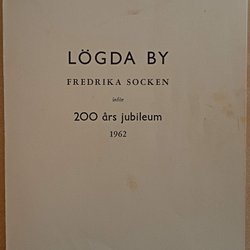 LÖGDA BY
FREDRIKA SOCKEN
inför
200 års jubileum
1962